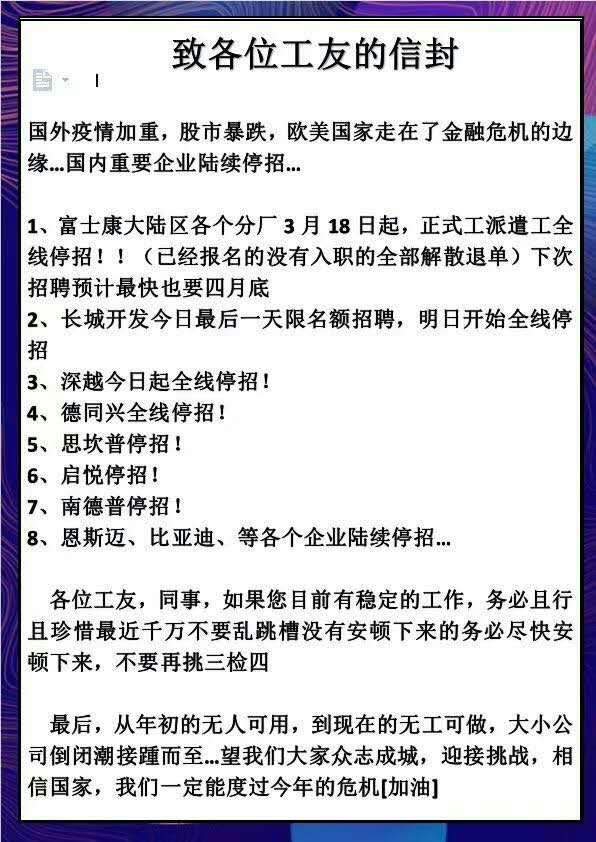 致各位工友的信封
国外疫情加重，股市暴跌，欧美国家走在了金融危机的边
缘...国内重要企业陆续停招...
1、富士康大陆区各个分厂 3 月 18 日起，正式工派遣工全
线停招！！（已经报名的没有入职的全部解散退单）下次
招聘预计最快也要四月底
2、长城开发今日最后一天限名额招聘，明日开始全线停
招
3、深越今日起全线停招！
4、德同兴全线停招！
5、思坎普停招！
6、启悦停招！
7、南德普停招！
8、恩斯迈、比亚迪、等各个企业陆续停招...
各位工友，同事，如果您目前有稳定的工作，务必且行
且珍惜最近千万不要乱跳槽没有安顿下来的务必尽快安
顿下来，不要再挑三检四
最后，从年初的无人可用，到现在的无工可做，大小公
司倒闭潮接踵而至...望我们大家众志成城，迎接挑战，相
信国家，我们一定能度过今年的危机[加油]